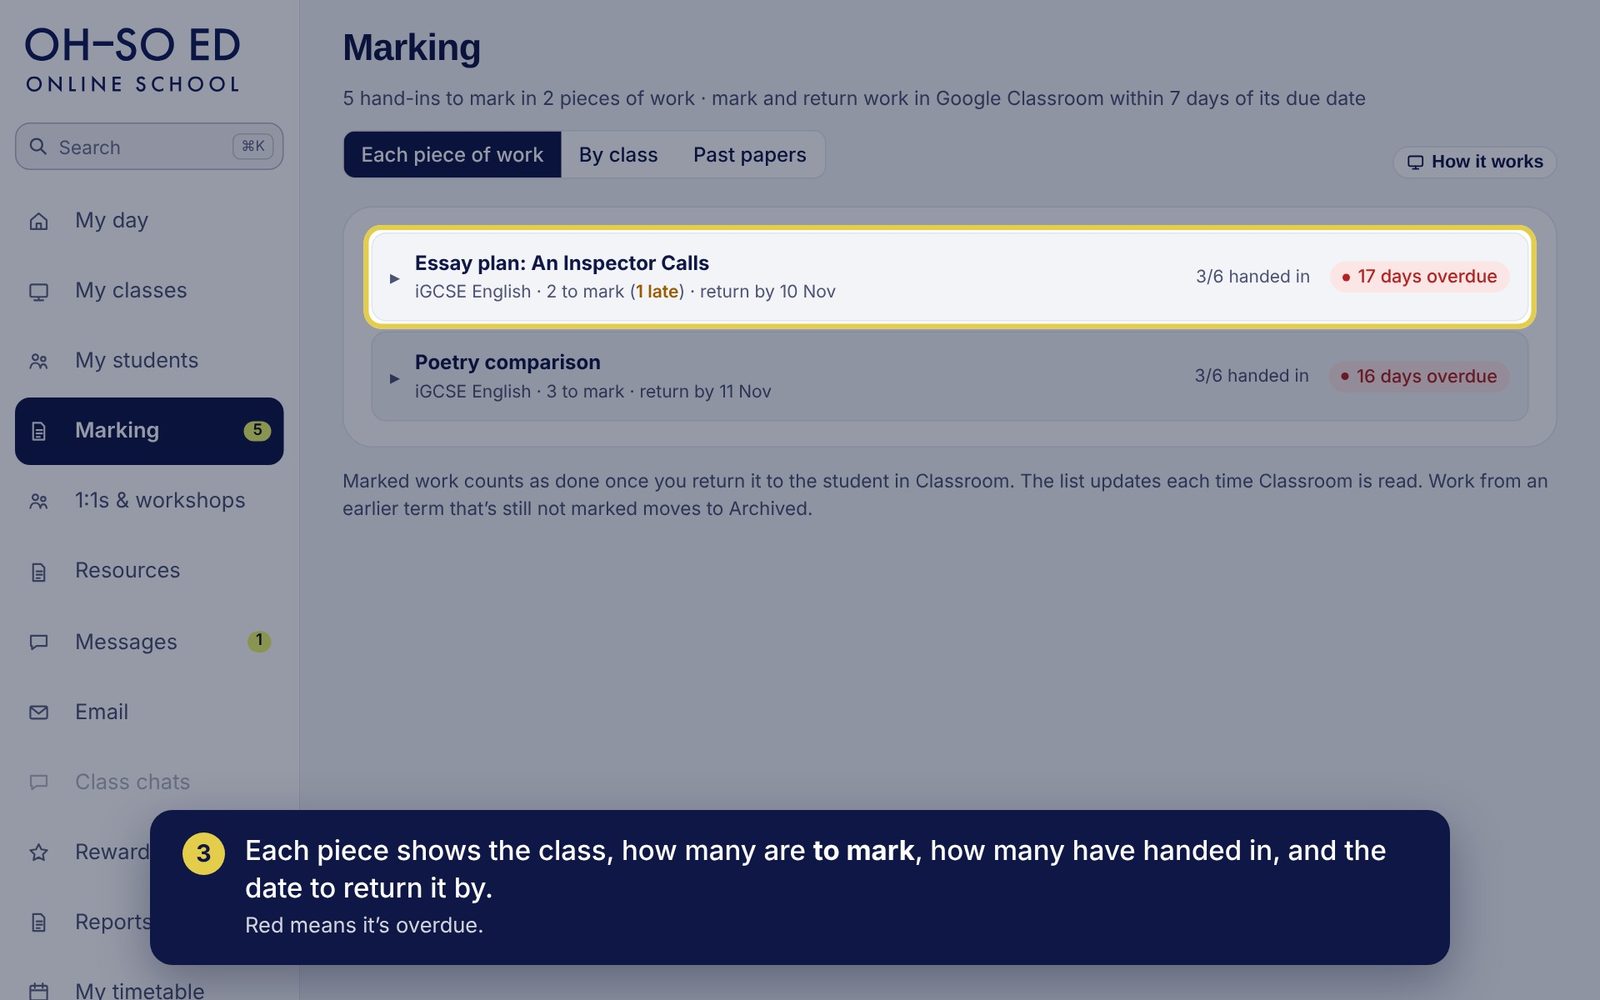 OH–SO ED
ONLINE SCHOOL
Search ⌘K
My day
My classes
My students
Marking 5
1:1s & workshops
Resources
Messages 1
Email
Class chats
Reward
Reports
My timetable
Marking
5 hand-ins to mark in 2 pieces of work · mark and return work in Google Classroom within 7 days of its due date
Each piece of work By class Past papers
How it works
Essay plan: An Inspector Calls
iGCSE English · 2 to mark (1 late) · return by 10 Nov
3/6 handed in • 17 days overdue
Poetry comparison
iGCSE English · 3 to mark · return by 11 Nov
3/6 handed in • 16 days overdue
Marked work counts as done once you return it to the student in Classroom. The list updates each time Classroom is read. Work from an
earlier term that’s still not marked moves to Archived.
3 Each piece shows the class, how many are to mark, how many have handed in, and the
date to return it by.
Red means it’s overdue.